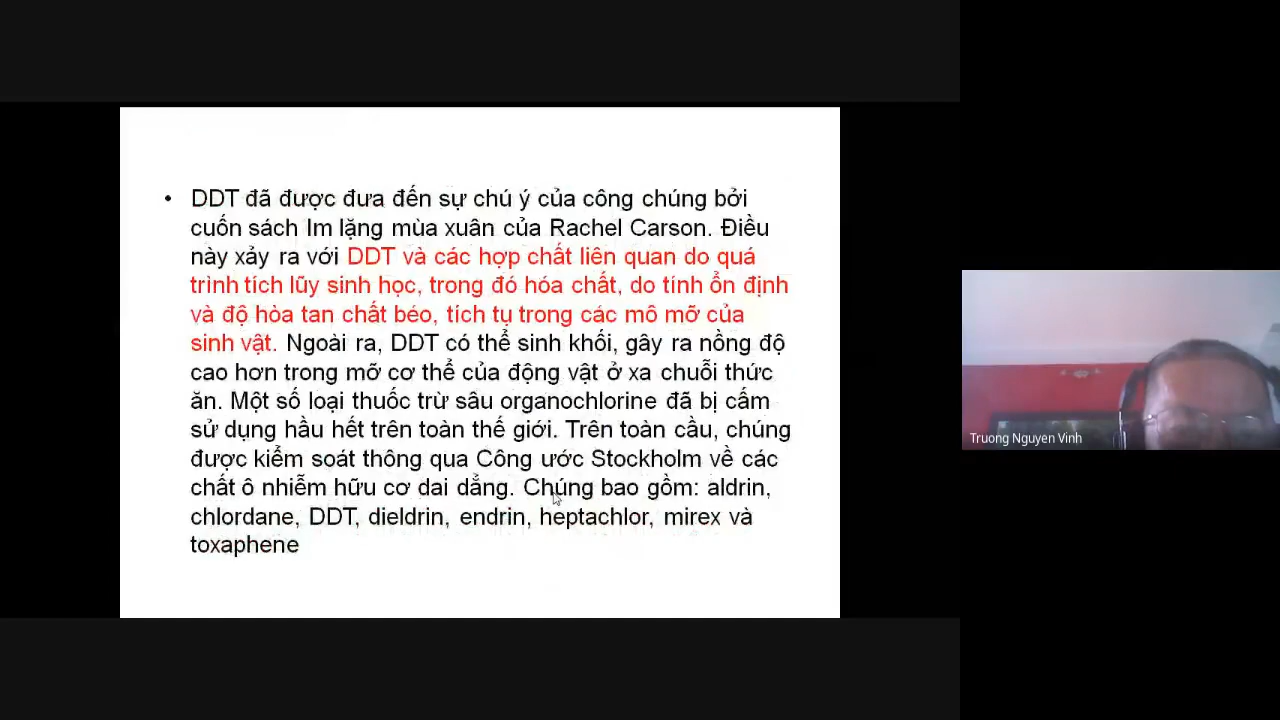 • DDT đã được đưa đến sự chú ý của công chúng bởi
cuốn sách Im lặng mùa xuân của Rachel Carson. Điều
này xảy ra với DDT và các hợp chất liên quan do quá
trình tích lũy sinh học, trong đó hóa chất, do tính ổn định
và độ hòa tan chất béo, tích tụ trong các mô mỡ của
sinh vật. Ngoài ra, DDT có thể sinh khối, gây ra nồng độ
cao hơn trong mỡ cơ thể của động vật ở xa chuỗi thức
ăn. Một số loại thuốc trừ sâu organochlorine đã bị cấm
sử dụng hầu hết trên toàn thế giới. Trên toàn cầu, chúng
được kiểm soát thông qua Công ước Stockholm về các
chất ô nhiễm hữu cơ dai dẳng. Chúng bao gồm: aldrin,
chlordane, DDT, dieldrin, endrin, heptachlor, mirex và
toxaphene
Truong Nguyen Vinh